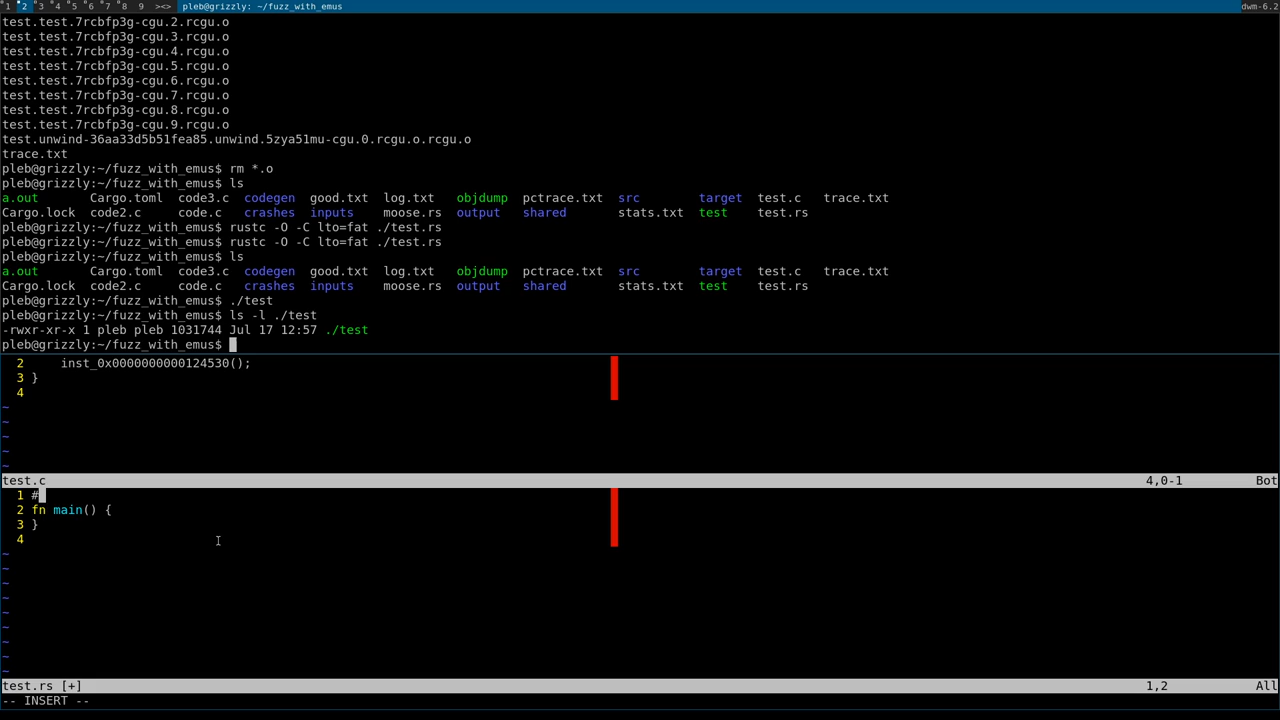 1 2 3 4 5 6 7 8 9 ><> pleb@grizzly: ~/fuzz_with_emus dwm-6.2
test.test.7rcbfp3g-cgu.2.rcgu.o
test.test.7rcbfp3g-cgu.3.rcgu.o
test.test.7rcbfp3g-cgu.4.rcgu.o
test.test.7rcbfp3g-cgu.5.rcgu.o
test.test.7rcbfp3g-cgu.6.rcgu.o
test.test.7rcbfp3g-cgu.7.rcgu.o
test.test.7rcbfp3g-cgu.8.rcgu.o
test.test.7rcbfp3g-cgu.9.rcgu.o
test.unwind-36aa33d5b51fea85.unwind.5zya51mu-cgu.0.rcgu.o.rcgu.o
trace.txt
pleb@grizzly:~/fuzz_with_emus$ rm *.o
pleb@grizzly:~/fuzz_with_emus$ ls
a.out Cargo.toml code3.c codegen good.txt log.txt objdump pctrace.txt src target test.c trace.txt
Cargo.lock code2.c code.c crashes inputs moose.rs output shared stats.txt test test.rs
pleb@grizzly:~/fuzz_with_emus$ rustc -O -C lto=fat ./test.rs
pleb@grizzly:~/fuzz_with_emus$ rustc -O -C lto=fat ./test.rs
pleb@grizzly:~/fuzz_with_emus$ ls
a.out Cargo.toml code3.c codegen good.txt log.txt objdump pctrace.txt src target test.c trace.txt
Cargo.lock code2.c code.c crashes inputs moose.rs output shared stats.txt test test.rs
pleb@grizzly:~/fuzz_with_emus$ ./test
pleb@grizzly:~/fuzz_with_emus$ ls -l ./test
-rwxr-xr-x 1 pleb pleb 1031744 Jul 17 12:57 ./test
pleb@grizzly:~/fuzz_with_emus$
2 inst_0x0000000000124530();
3 }
4
~
~
~
~
~
test.c 4,0-1 Bot
1 #
2 fn main() {
3 }
4
~
~
~
~
~
~
~
~
~
test.rs [+] 1,2 All
-- INSERT --